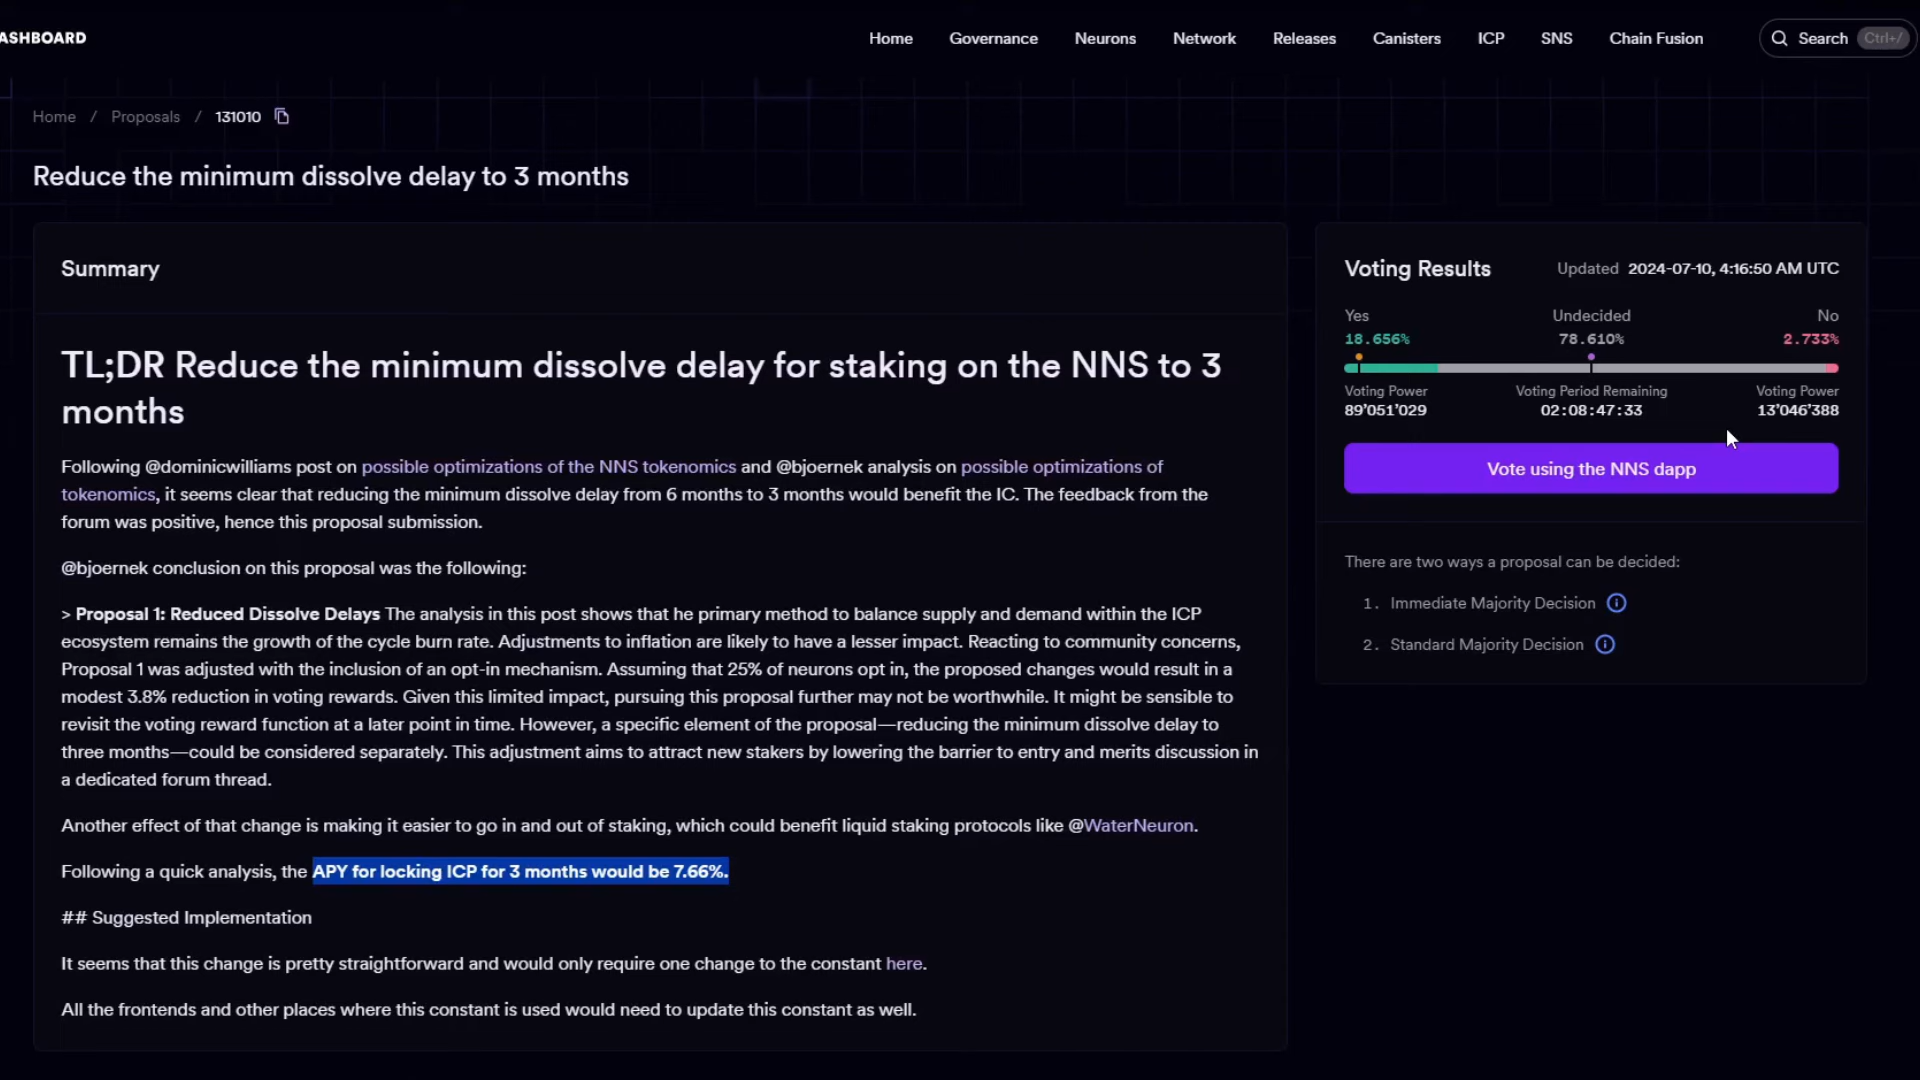 ASHBOARD
Home Governance Neurons Network Releases Canisters ICP SNS Chain Fusion Search Ctrl+/
Home / Proposals / 131010
Reduce the minimum dissolve delay to 3 months
Summary
TL;DR Reduce the minimum dissolve delay for staking on the NNS to 3
months
Following @dominicwilliams post on possible optimizations of the NNS tokenomics and @bjoernek analysis on possible optimizations of
tokenomics, it seems clear that reducing the minimum dissolve delay from 6 months to 3 months would benefit the IC. The feedback from the
forum was positive, hence this proposal submission.
@bjoernek conclusion on this proposal was the following:
> Proposal 1: Reduced Dissolve Delays The analysis in this post shows that he primary method to balance supply and demand within the ICP
ecosystem remains the growth of the cycle burn rate. Adjustments to inflation are likely to have a lesser impact. Reacting to community concerns,
Proposal 1 was adjusted with the inclusion of an opt-in mechanism. Assuming that 25% of neurons opt in, the proposed changes would result in a
modest 3.8% reduction in voting rewards. Given this limited impact, pursuing this proposal further may not be worthwhile. It might be sensible to
revisit the voting reward function at a later point in time. However, a specific element of the proposal—reducing the minimum dissolve delay to
three months—could be considered separately. This adjustment aims to attract new stakers by lowering the barrier to entry and merits discussion in
a dedicated forum thread.
Another effect of that change is making it easier to go in and out of staking, which could benefit liquid staking protocols like @WaterNeuron.
Following a quick analysis, the APY for locking ICP for 3 months would be 7.66%.
## Suggested Implementation
It seems that this change is pretty straightforward and would only require one change to the constant here.
All the frontends and other places where this constant is used would need to update this constant as well.
Voting Results Updated 2024-07-10, 4:16:50 AM UTC
Yes Undecided No
18.656% 78.610% 2.733%
Voting Power Voting Period Remaining Voting Power
89'051'029 02:08:47:33 13'046'388
Vote using the NNS dapp
There are two ways a proposal can be decided:
1. Immediate Majority Decision
2. Standard Majority Decision